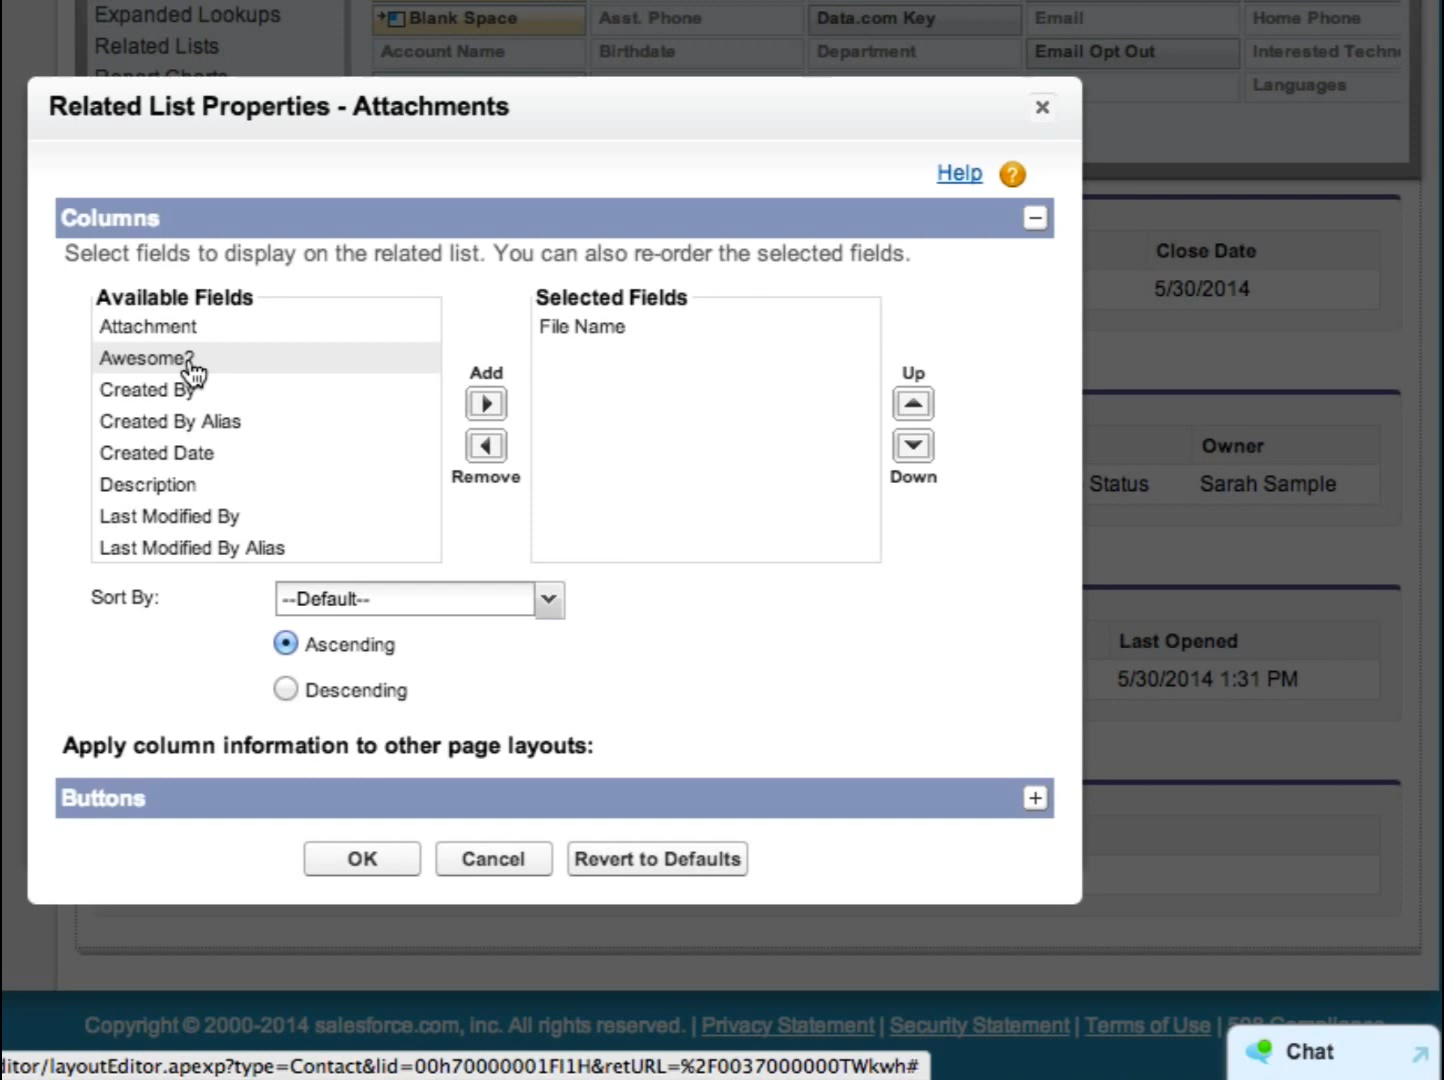 Expanded Lookups
Related Lists
Report Charts
Blank Space
Asst. Phone
Data.com Key
Email
Home Phone
Account Name
Birthdate
Department
Email Opt Out
Interested Techn
Languages
Related List Properties - Attachments
Help
?
Columns
Select fields to display on the related list. You can also re-order the selected fields.
Available Fields
Attachment
Awesome?
Created By
Created By Alias
Created Date
Description
Last Modified By
Last Modified By Alias
Add
Remove
Selected Fields
File Name
Up
Down
Sort By:
--Default--
Ascending
Descending
Apply column information to other page layouts:
Buttons
OK
Cancel
Revert to Defaults
Close Date
5/30/2014
Owner
Status
Sarah Sample
Last Opened
5/30/2014 1:31 PM
Copyright © 2000-2014 salesforce.com, inc. All rights reserved. | Privacy Statement | Security Statement | Terms of Use | 508 Compliance
Chat
ditor/layoutEditor.apexp?type=Contact&lid=00h70000001FI1H&retURL=%2F0037000000TWkwh#